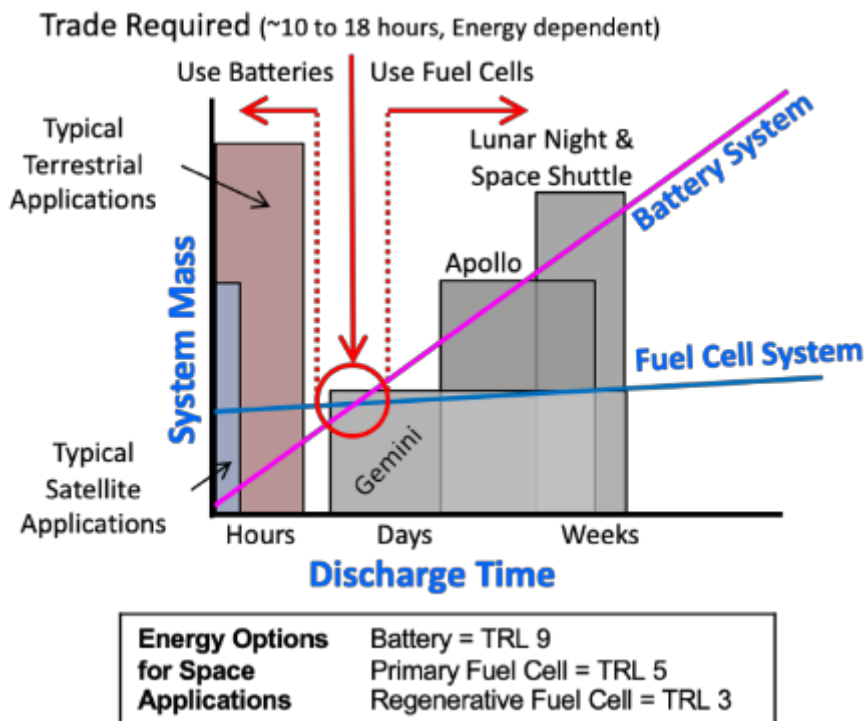 Trade Required (~10 to 18 hours, Energy dependent)
Use Batteries
Use Fuel Cells
Typical
Terrestrial
Applications
Lunar Night &
Space Shuttle
Battery System
Apollo
Fuel Cell System
System Mass
Gemini
Typical
Satellite
Applications
Hours
Days
Weeks
Discharge Time
Energy Options Battery = TRL 9
for Space Primary Fuel Cell = TRL 5
Applications Regenerative Fuel Cell = TRL 3